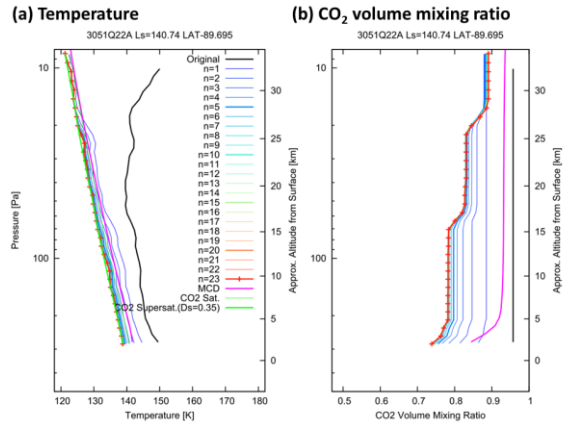 (a) Temperature
3051Q22A Ls=140.74 LAT-89.695
Original
n=1
n=2
n=3
n=4
n=5
n=6
n=7
n=8
n=9
n=10
n=11
n=12
n=13
n=14
n=15
n=16
n=17
n=18
n=19
n=20
n=21
n=22
n=23
MCD
CO2 Sat.
CO2 Supersat.(Ds=0.35)
10
100
Pressure [Pa]
30
25
20
15
10
5
0
Approx. Altitude from Surface [km]
120 130 140 150 160 170 180
Temperature [K]
(b) CO₂ volume mixing ratio
3051Q22A Ls=140.74 LAT-89.695
10
100
30
25
20
15
10
5
0
Approx. Altitude from Surface [km]
0.5 0.6 0.7 0.8 0.9 1
CO2 Volume Mixing Ratio